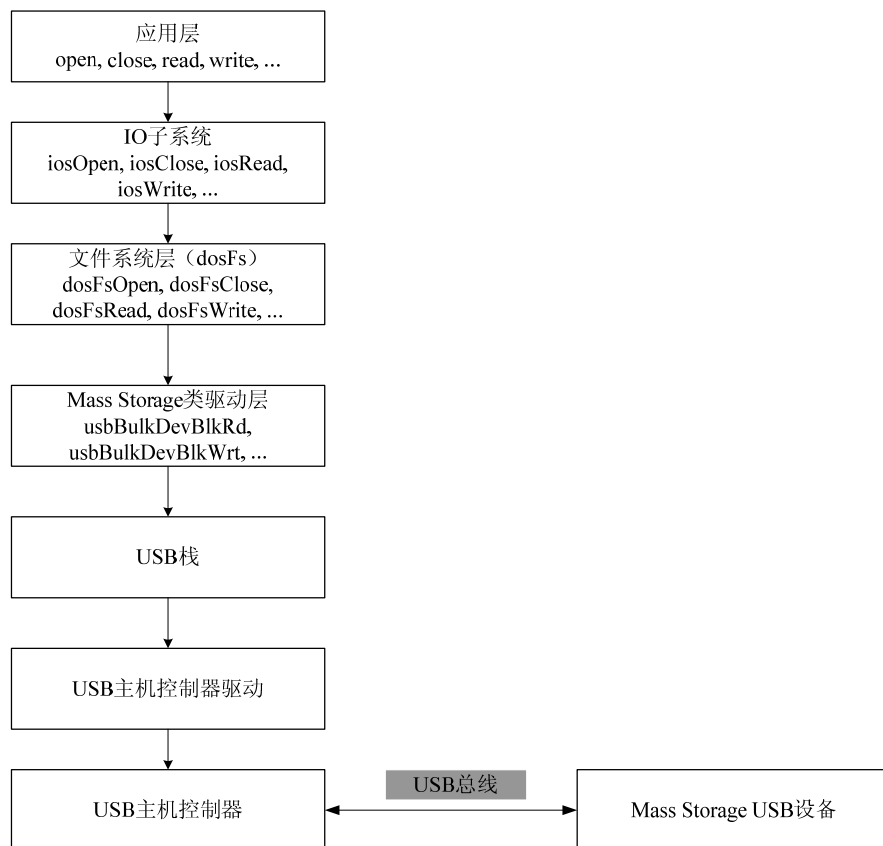 应用层
open, close, read, write, ...
IO子系统
iosOpen, iosClose, iosRead,
iosWrite, ...
文件系统层（dosFs）
dosFsOpen, dosFsClose,
dosFsRead, dosFsWrite, ...
Mass Storage类驱动层
usbBulkDevBlkRd,
usbBulkDevBlkWrt, ...
USB栈
USB主机控制器驱动
USB主机控制器
USB总线
Mass Storage USB设备